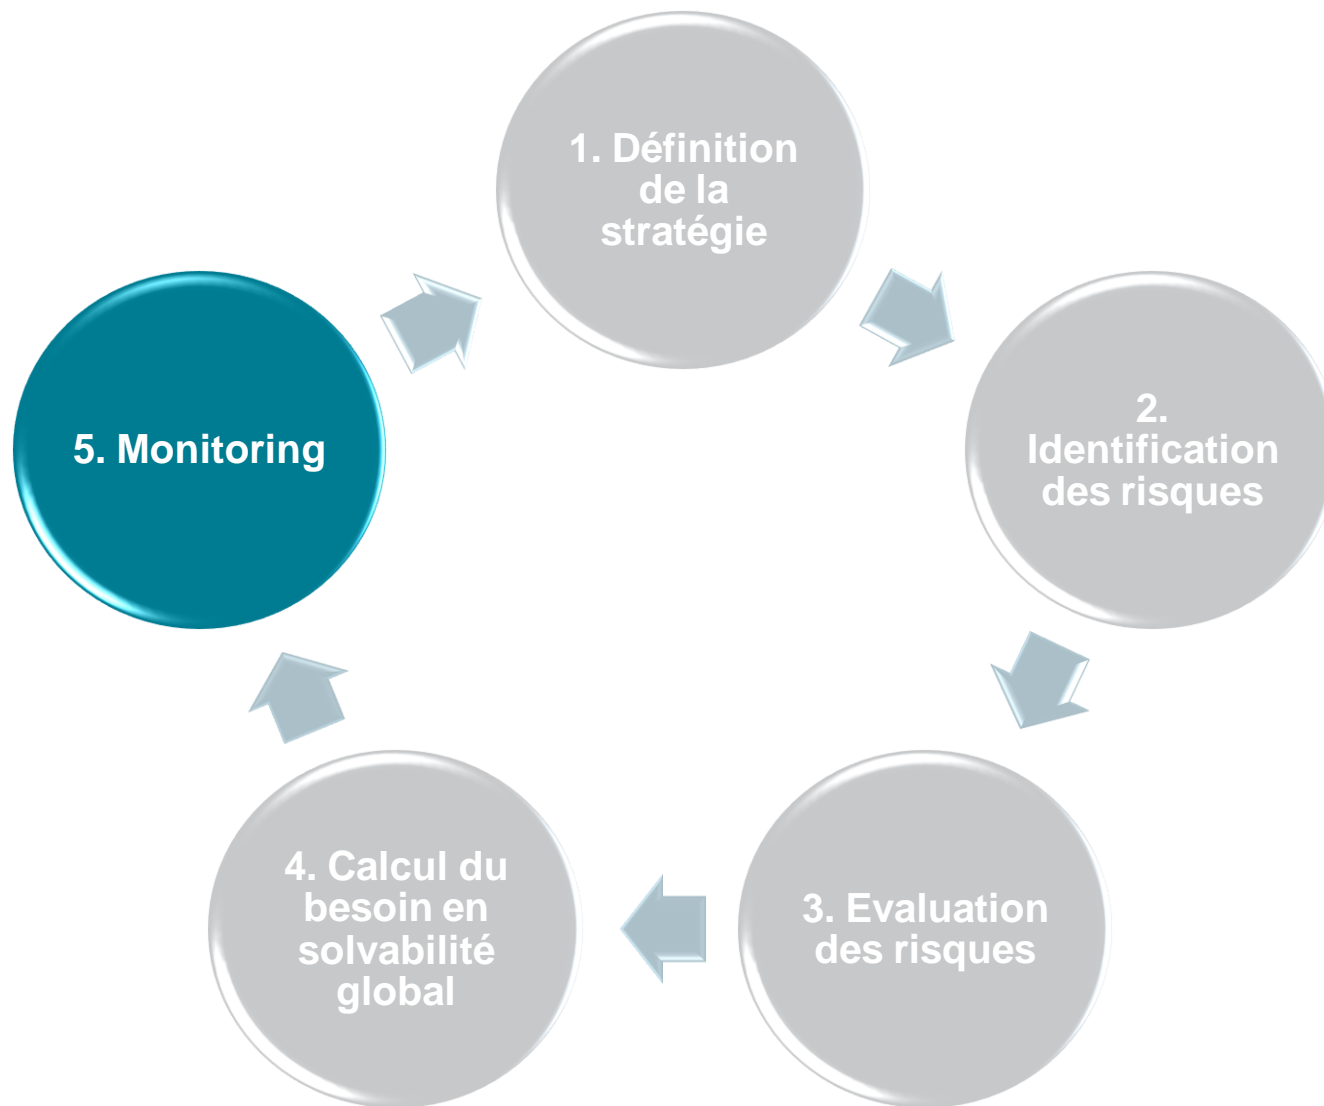 1. Définition
de la
stratégie
2.
Identification
des risques
3. Evaluation
des risques
4. Calcul du
besoin en
solvabilité
global
5. Monitoring